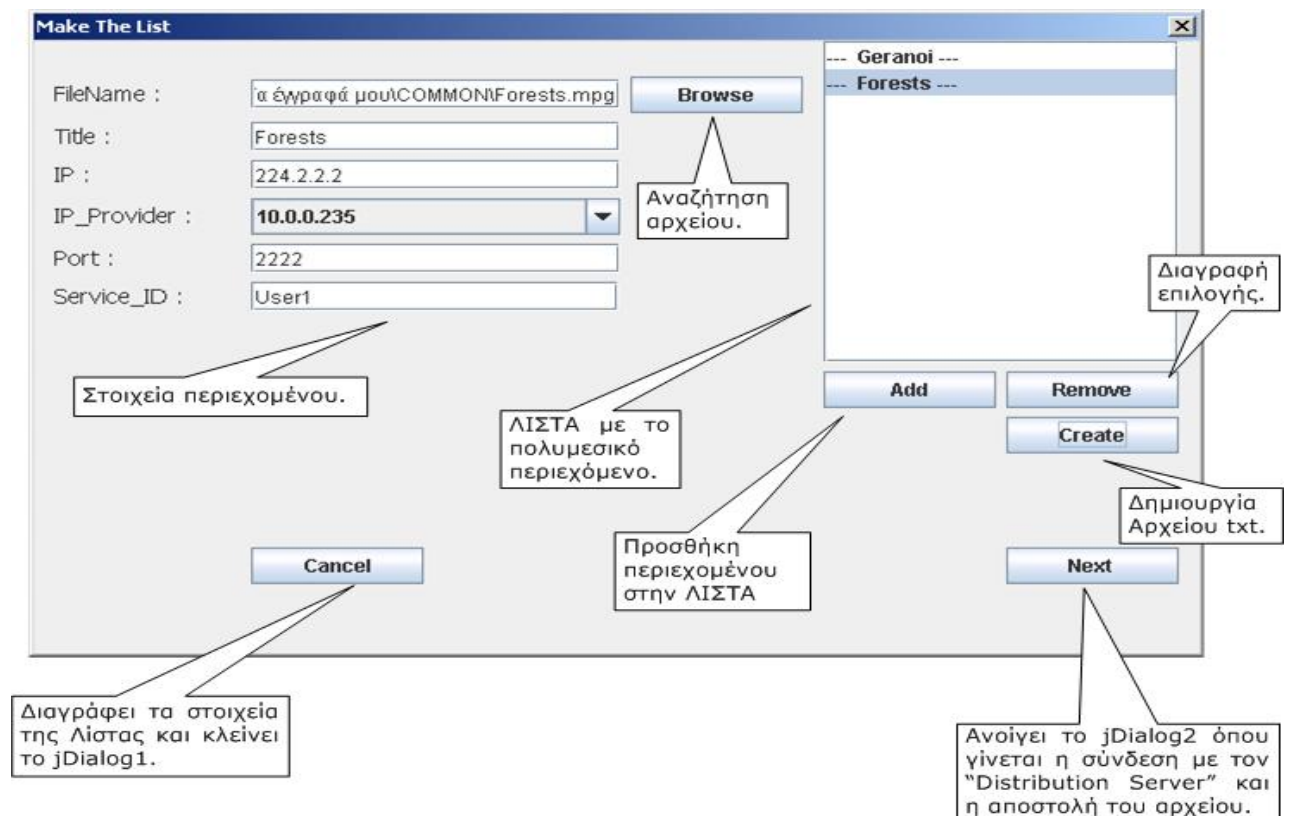 Make The List
FileName :
Ά έγγραφά μου\COMMON\Forests.mpg
Browse
Title :
Forests
IP :
224.2.2.2
IP_Provider :
10.0.0.235
Port :
2222
Service_ID :
User1
--- Geranoi ---
--- Forests ---
Αναζήτηση
αρχείου.
Διαγραφή
επιλογής.
Στοιχεία περιεχομένου.
ΛΙΣΤΑ με το
πολυμεσικό
περιεχόμενο.
Add
Remove
Create
Δημιουργία
Αρχείου txt.
Προσθήκη
περιεχομένου
στην ΛΙΣΤΑ
Cancel
Next
Διαγράφει τα στοιχεία
της Λίστας και κλείνει
το jDialog1.
Ανοίγει το jDialog2 όπου
γίνεται η σύνδεση με τον
“Distribution Server” και
η αποστολή του αρχείου.